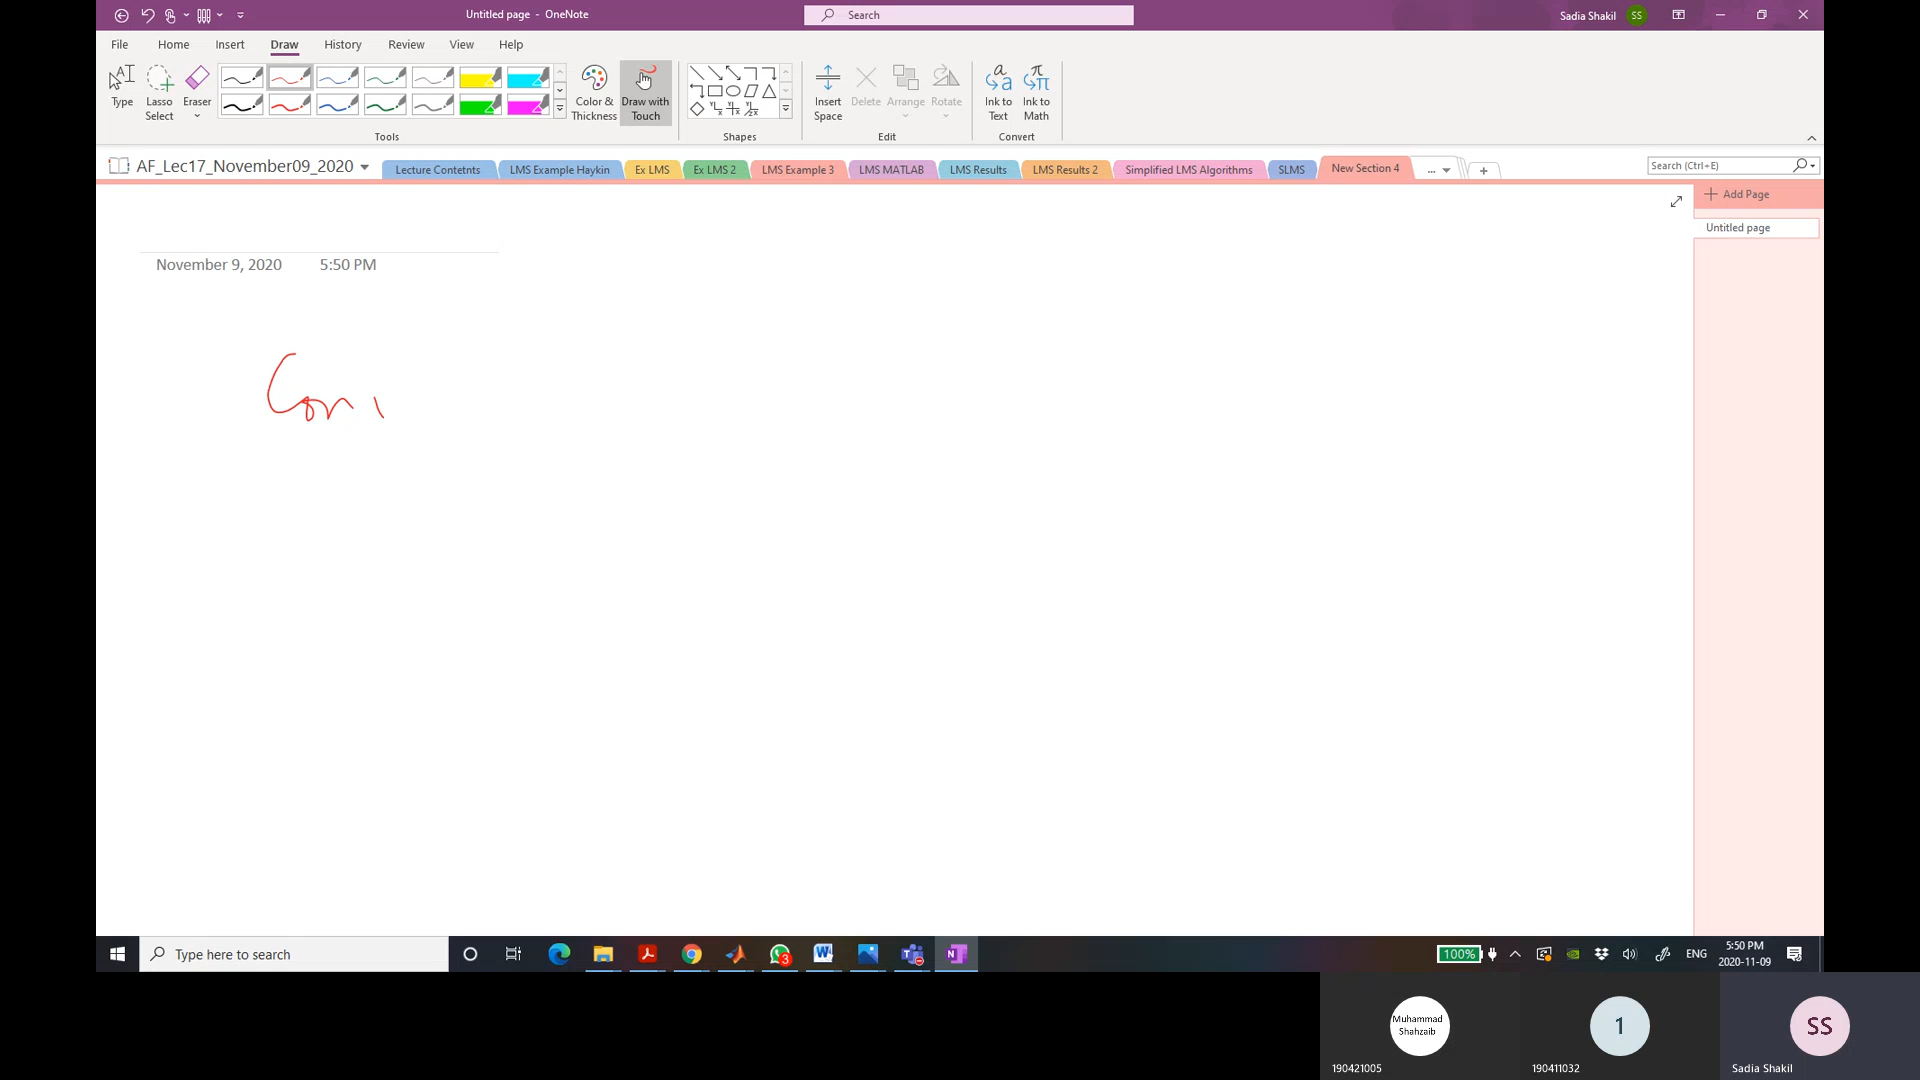 Untitled page - OneNote
Search
Sadia Shakil
SS
File Home Insert Draw History Review View Help
Type
Lasso Select
Eraser
Color & Thickness
Draw with Touch
Insert Space
Delete
Arrange
Rotate
Ink to Text
Ink to Math
Tools
Shapes
Edit
Convert
AF_Lec17_November09_2020
Lecture Contetnts
LMS Example Haykin
Ex LMS
Ex LMS 2
LMS Example 3
LMS MATLAB
LMS Results
LMS Results 2
Simplified LMS Algorithms
SLMS
New Section 4
...
Search (Ctrl+E)
Add Page
Untitled page
November 9, 2020 5:50 PM
Type here to search
3
100%
ENG
5:50 PM
2020-11-09
Muhammad Shahzaib
1
SS
190421005
190411032
Sadia Shakil